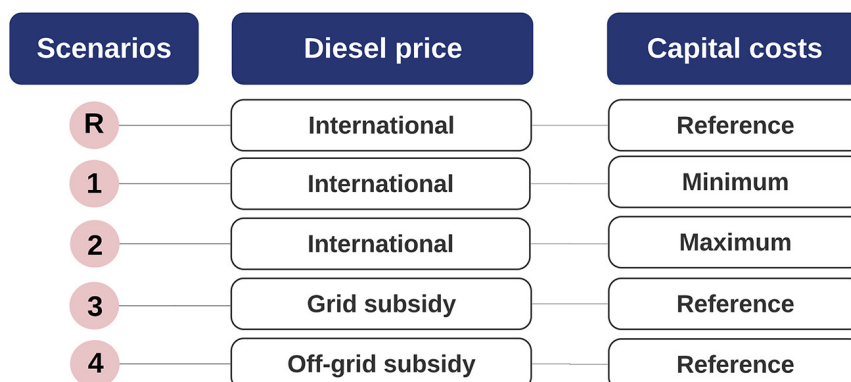 Scenarios Diesel price Capital costs
R International Reference
1 International Minimum
2 International Maximum
3 Grid subsidy Reference
4 Off-grid subsidy Reference